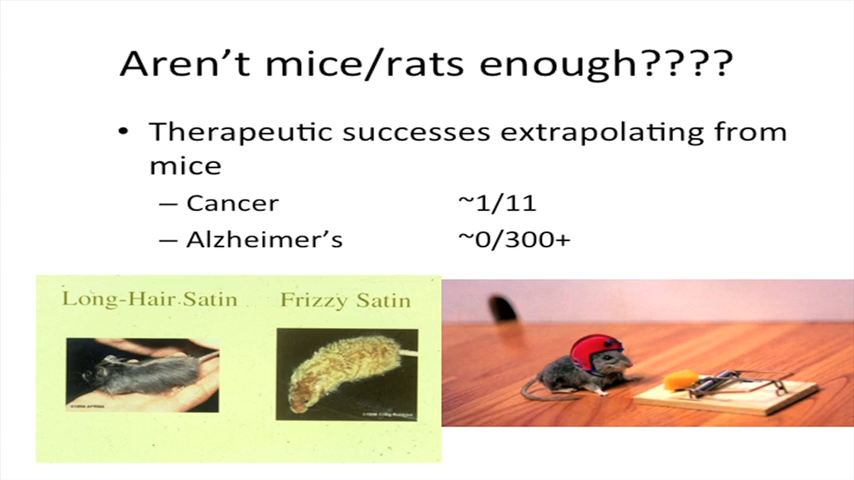 Aren't mice/rats enough????
• Therapeutic successes extrapolating from
mice
– Cancer ~1/11
– Alzheimer's ~0/300+
Long-Hair Satin Frizzy Satin